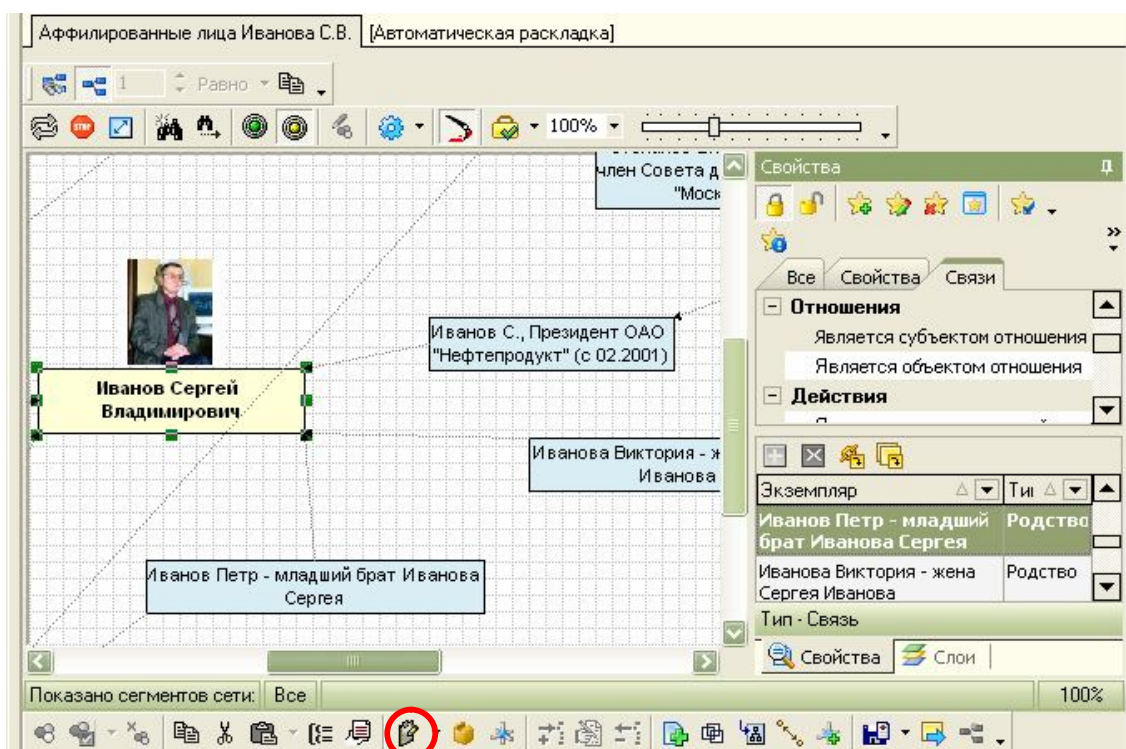 Аффилированные лица Иванова С.В. [Автоматическая раскладка]
1 Равно
STOP 100%
член Совета д
"Моск
Иванов С., Президент ОАО
"Нефтепродукт" (с 02.2001)
Иванов Сергей
Владимирович
Иванова Виктория - ж
Иванова
Иванов Петр - младший брат Иванова
Сергея
Свойства
Все Свойства Связи
Отношения
Является субъектом отношения
Является объектом отношения
Действия
Экземпляр Ти
Иванов Петр - младший Родство
брат Иванова Сергея
Иванова Виктория - жена Родство
Сергея Иванова
Тип - Связь
Свойства Слои
Показано сегментов сети: Все 100%